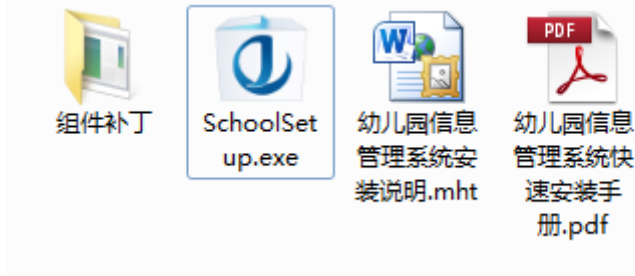 组件补丁
SchoolSet
up.exe
幼儿园信息
管理系统安
装说明.mht
PDF
幼儿园信息
管理系统快
速安装手
册.pdf